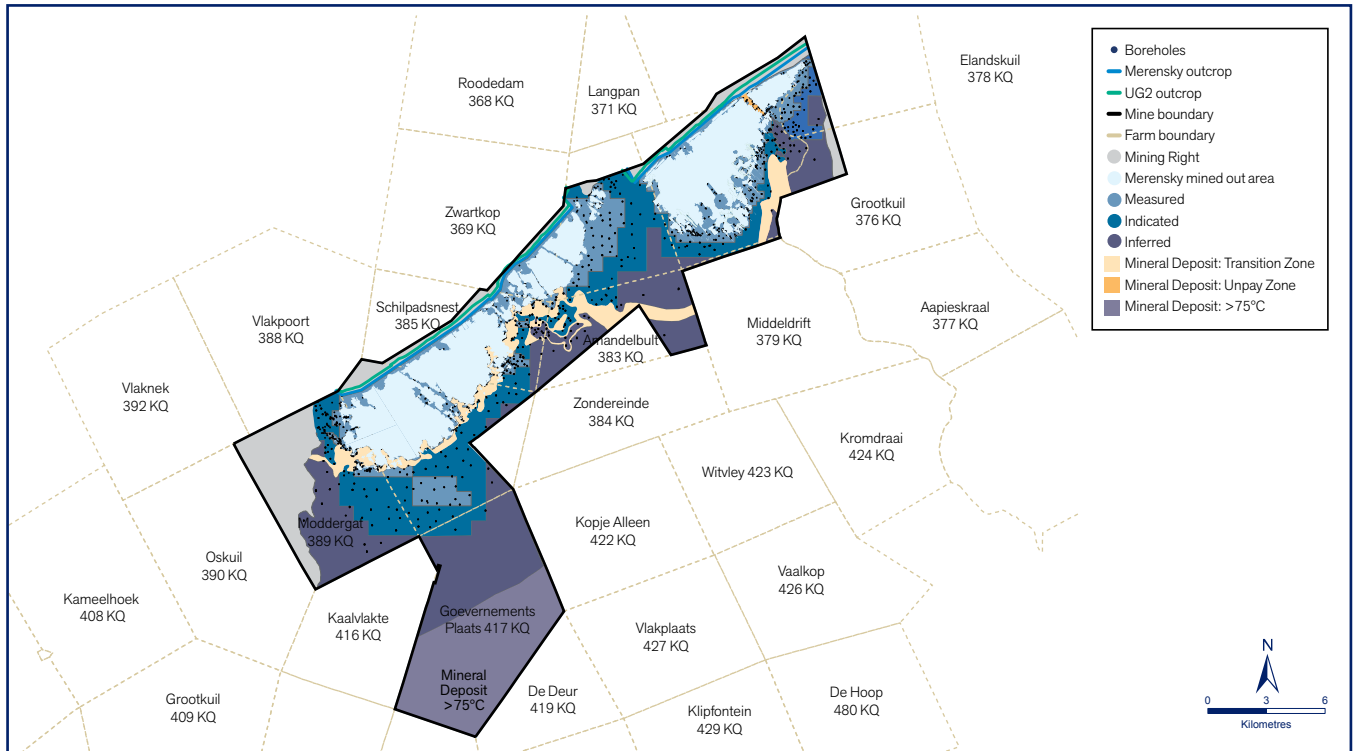 Roodedam
368 KQ
Langpan
371 KQ
Elandskuil
378 KQ
Zwartkop
369 KQ
Grootkuil
376 KQ
Schilpadsnest
385 KQ
Vlakpoort
388 KQ
Amandelbult
383 KQ
Middeldrift
379 KQ
Aapieskraal
377 KQ
Vlaknek
392 KQ
Zondereinde
384 KQ
Kromdraai
424 KQ
Witvley 423 KQ
Moddergat
389 KQ
Kopje Alleen
422 KQ
Oskuil
390 KQ
Vaalkop
426 KQ
Kameelhoek
408 KQ
Kaalvlakte
416 KQ
Goevernements
Plaats 417 KQ
Vlakplaats
427 KQ
Mineral
Deposit
>75°C
De Deur
419 KQ
Grootkuil
409 KQ
Klipfontein
429 KQ
De Hoop
480 KQ
Boreholes
Merensky outcrop
UG2 outcrop
Mine boundary
Farm boundary
Mining Right
Merensky mined out area
Measured
Indicated
Inferred
Mineral Deposit: Transition Zone
Mineral Deposit: Unpay Zone
Mineral Deposit: >75°C
N
0 3 6
Kilometres